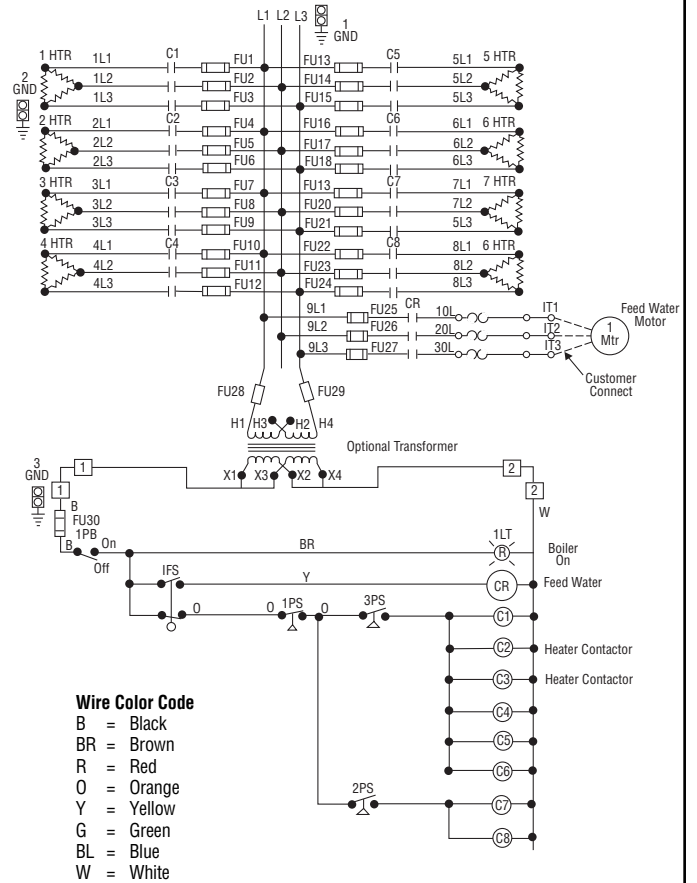 L1 L2 L3 1
GND
1 HTR 1L1 C1 FU1 FU13 C5 5L1 5 HTR
2
GND
1L2 FU2 FU14 5L2
1L3 FU3 FU15 5L3
2 HTR 2L1 C2 FU4 FU16 C6 6L1 6 HTR
2L2 FU5 FU17 6L2
2L3 FU6 FU18 6L3
3 HTR 3L1 C3 FU7 FU13 C7 7L1 7 HTR
3L2 FU8 FU20 7L2
3L3 FU9 FU21 5L3
4 HTR 4L1 C4 FU10 FU22 C8 8L1 6 HTR
4L2 FU11 FU23 8L2
4L3 FU12 FU24 8L3
9L1 FU25 CR 10L IT1
9L2 FU26 20L IT2
9L3 FU27 30L IT3
1
Mtr
Feed Water
Motor
Customer
Connect
FU28 FU29
H1 H3 H2 H4
Optional Transformer
X1 X3 X2 X4
3
GND
1 2
1 2
B W
FU30
1PB
B On
Off
BR
1LT
R
Boiler
On
IFS Y CR Feed Water
O O 1PS O 3PS C1
C2 Heater Contactor
C3 Heater Contactor
C4
C5
C6
2PS C7
C8
Wire Color Code
B = Black
BR = Brown
R = Red
O = Orange
Y = Yellow
G = Green
BL = Blue
W = White